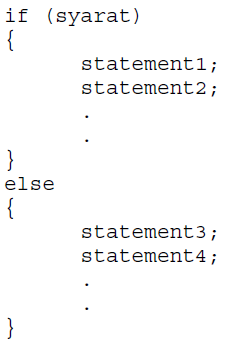 if (syarat)
{
statement1;
statement2;
.
.
}
else
{
statement3;
statement4;
.
.
}